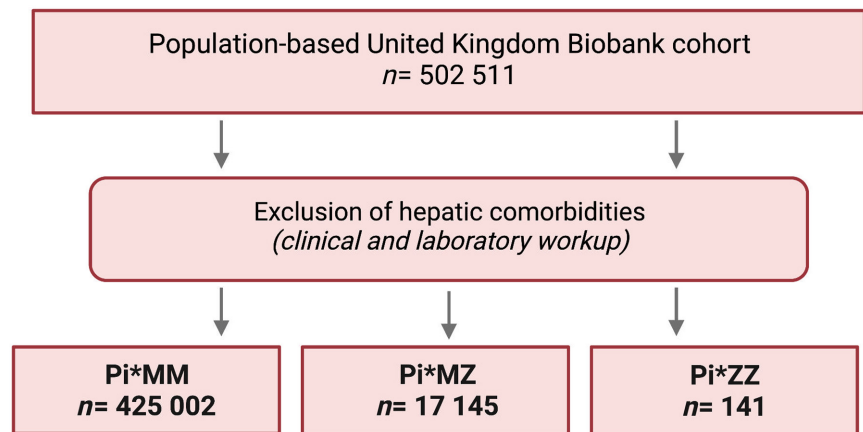 Population-based United Kingdom Biobank cohort
n= 502 511
Exclusion of hepatic comorbidities
(clinical and laboratory workup)
Pi*MM
n= 425 002
Pi*MZ
n= 17 145
Pi*ZZ
n= 141